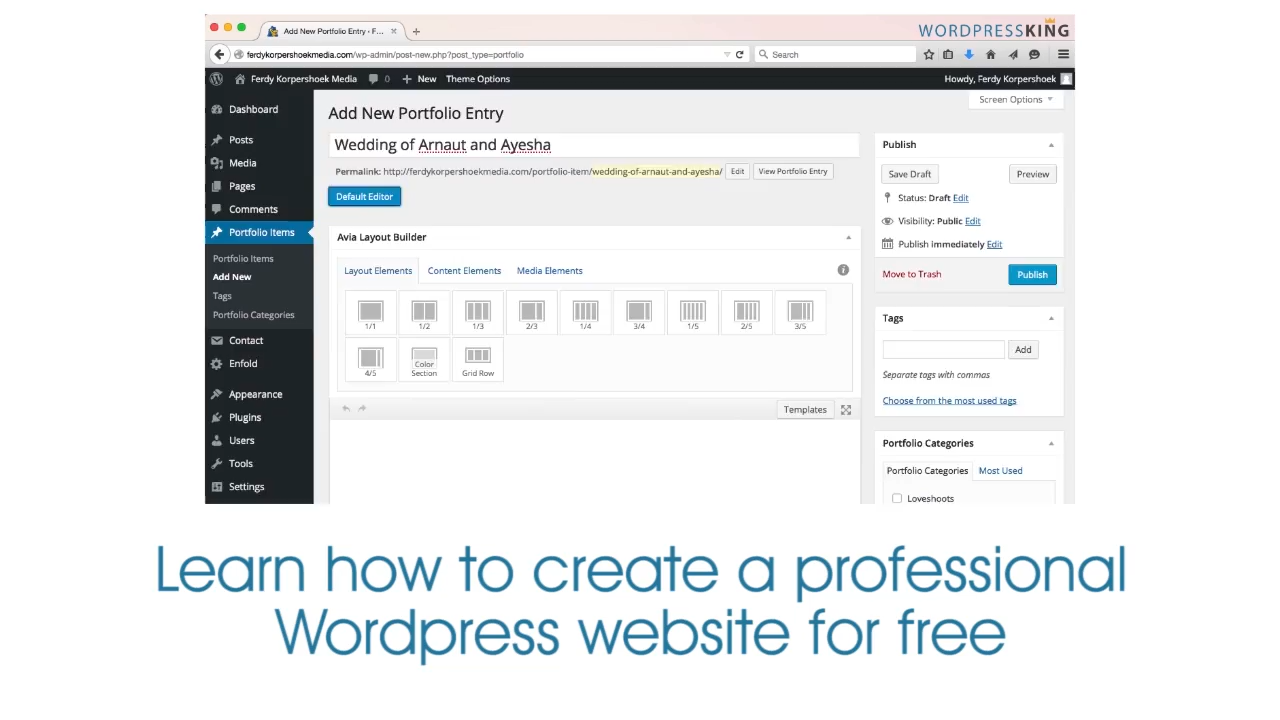 Add New Portfolio Entry ‹ F...
WORDPRESSKING
ferdykorpershoekmedia.com/wp-admin/post-new.php?post_type=portfolio
Search
Ferdy Korpershoek Media
0
New
Theme Options
Howdy, Ferdy Korpershoek
Screen Options
Dashboard
Posts
Media
Pages
Comments
Portfolio Items
Portfolio Items
Add New
Tags
Portfolio Categories
Contact
Enfold
Appearance
Plugins
Users
Tools
Settings
Add New Portfolio Entry
Wedding of Arnaut and Ayesha
Permalink: http://ferdykorpershoekmedia.com/portfolio-item/wedding-of-arnaut-and-ayesha/ Edit View Portfolio Entry
Default Editor
Avia Layout Builder
Layout Elements Content Elements Media Elements
1/1 1/2 1/3 2/3 1/4 3/4 1/5 2/5 3/5
4/5 Color Section Grid Row
Templates
Publish
Save Draft Preview
Status: Draft Edit
Visibility: Public Edit
Publish immediately Edit
Move to Trash Publish
Tags
Add
Separate tags with commas
Choose from the most used tags
Portfolio Categories
Portfolio Categories Most Used
Loveshoots
Learn how to create a professional
Wordpress website for free